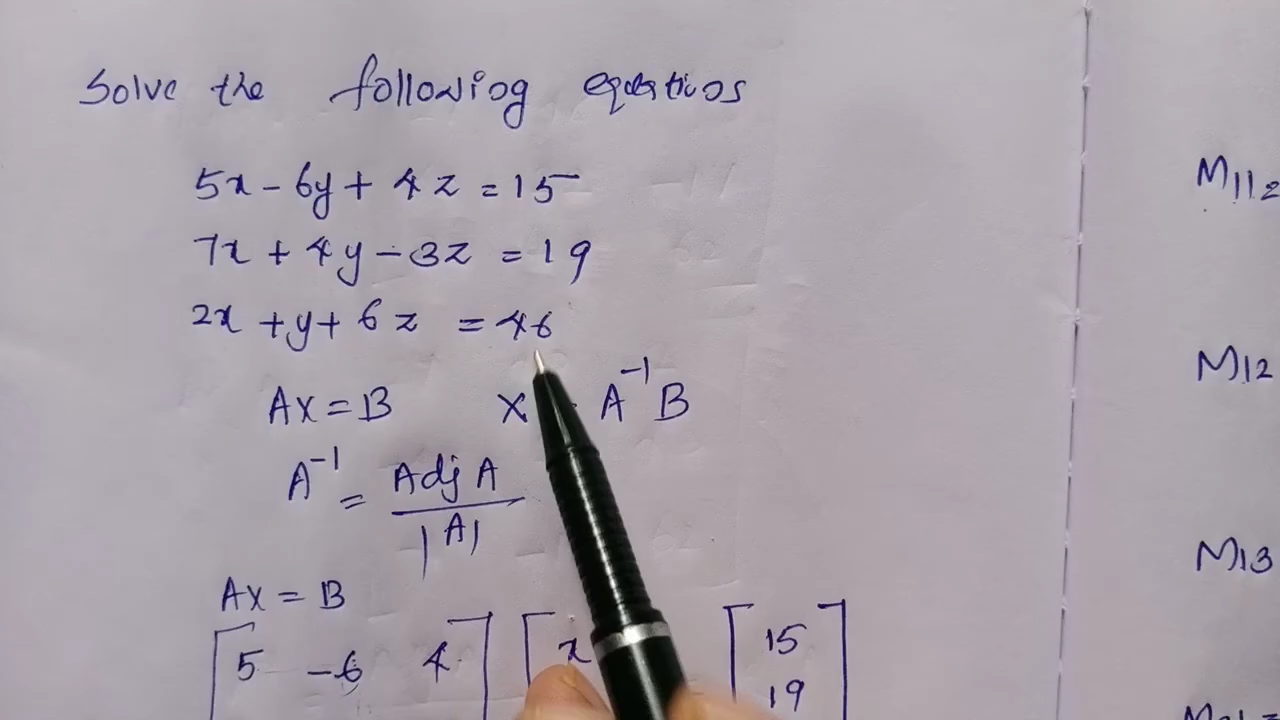 Solve the following equations
5x - 6y + 4z = 15
7x + 4y - 3z = 19
2x + y + 6z = 46
AX = B X A⁻¹ B
A⁻¹ = Adj A / |A|
AX = B
5 -6 4 x 15
19
M11 =
M12
M13